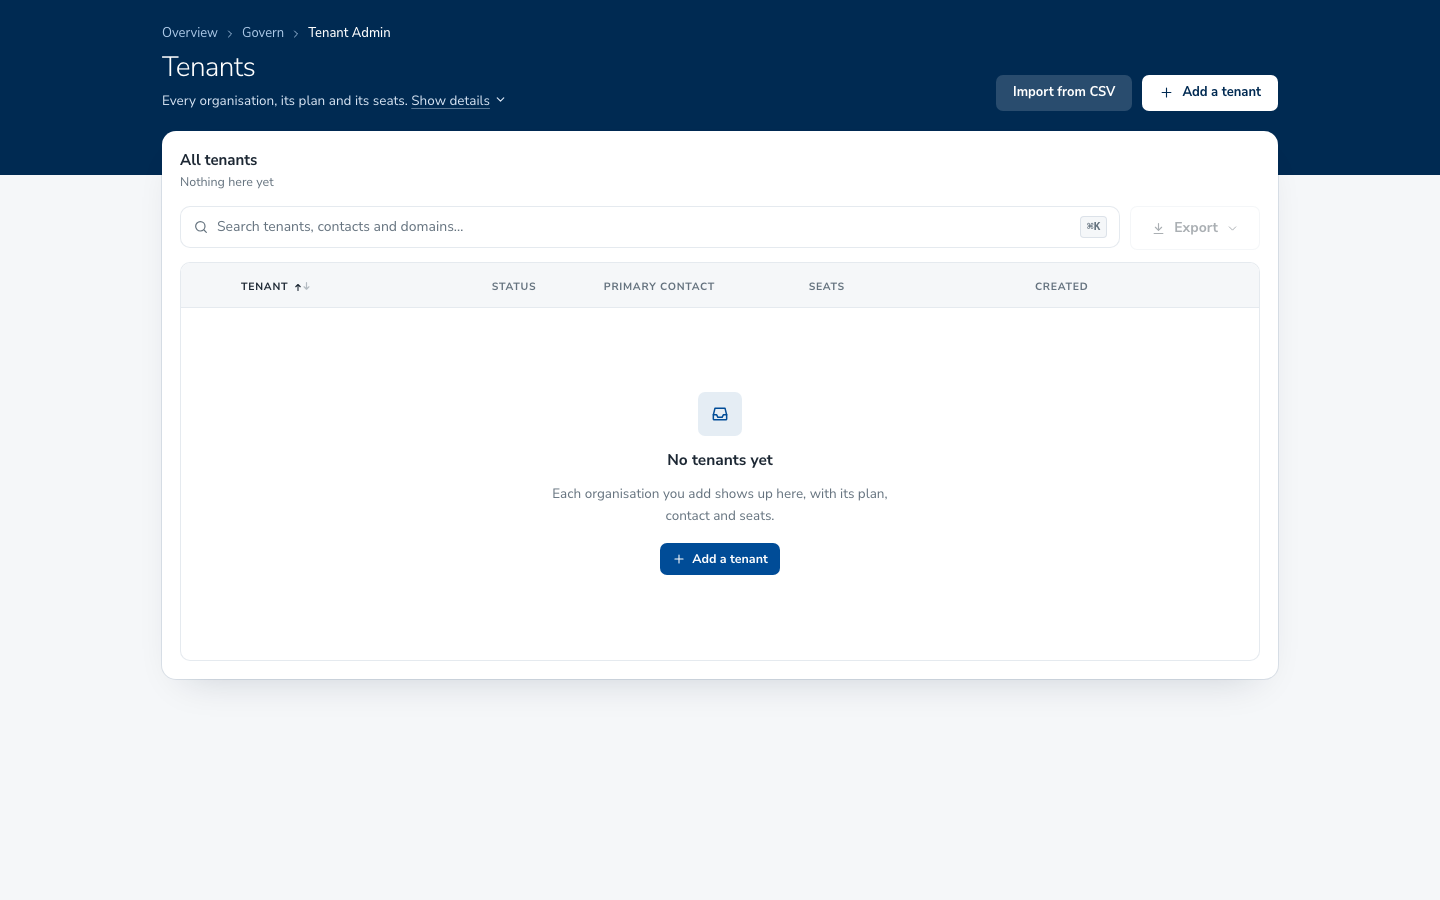 Overview > Govern > Tenant Admin
Tenants
Every organisation, its plan and its seats. Show details
Import from CSV
Add a tenant
All tenants
Nothing here yet
Search tenants, contacts and domains...
⌘K
Export
TENANT STATUS PRIMARY CONTACT SEATS CREATED
No tenants yet
Each organisation you add shows up here, with its plan,
contact and seats.
Add a tenant